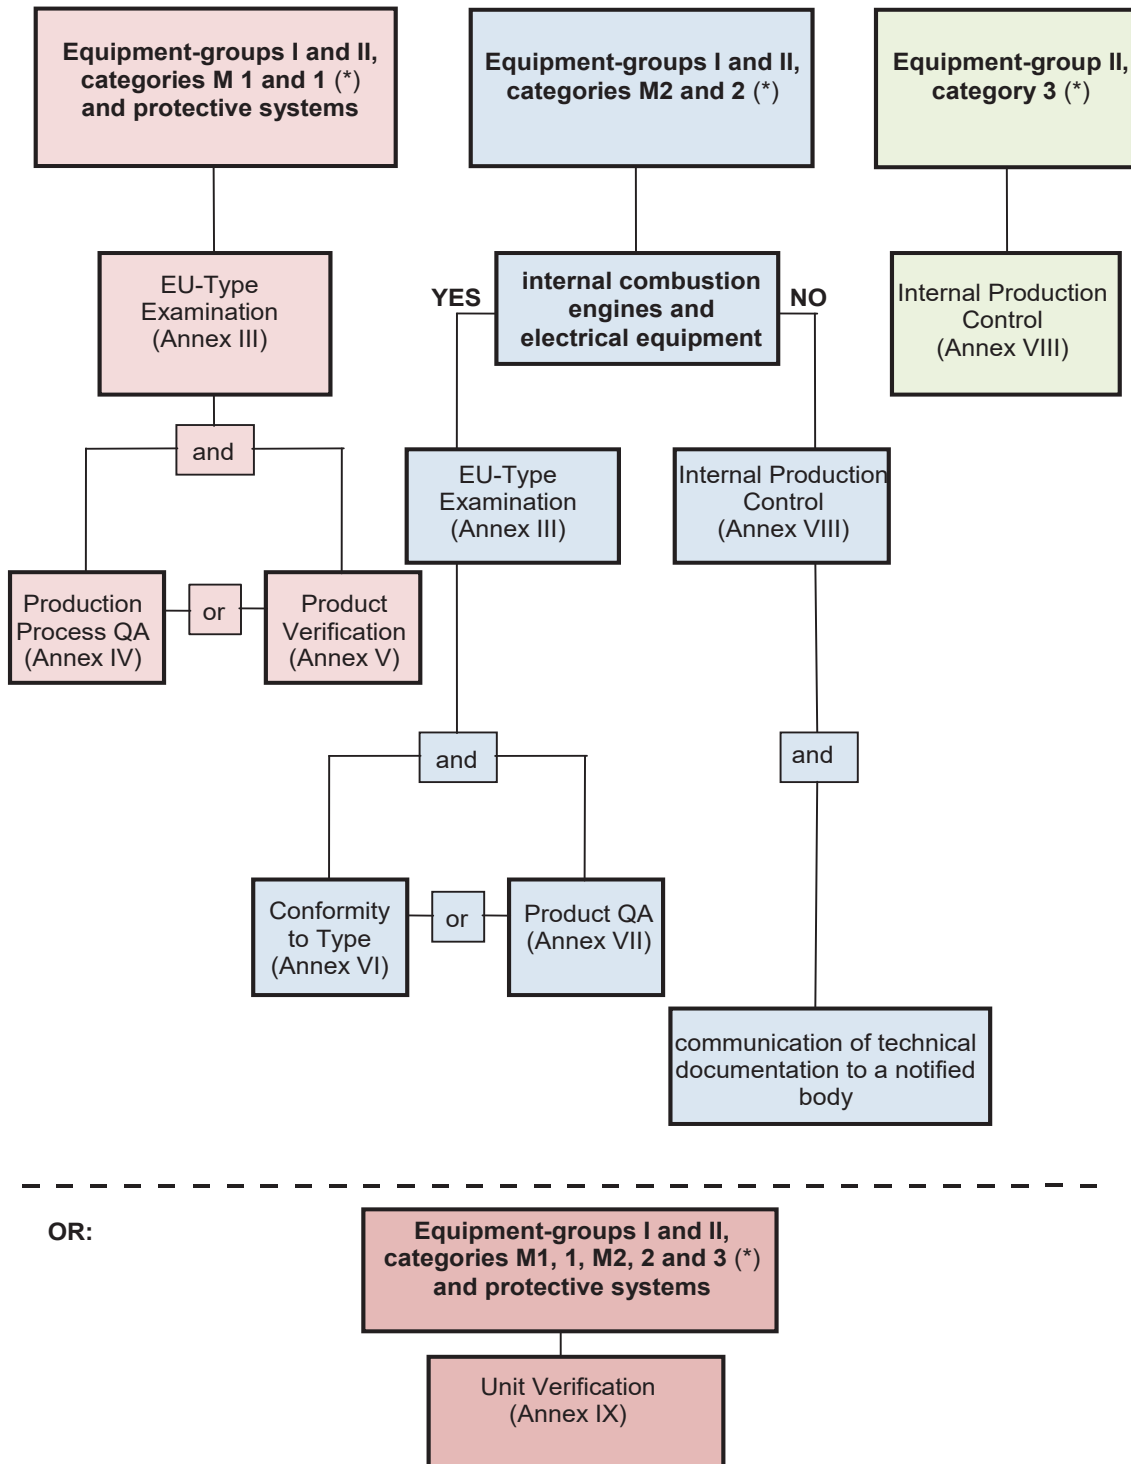 Equipment-groups I and II,
categories M 1 and 1 (*)
and protective systems
Equipment-groups I and II,
categories M2 and 2 (*)
Equipment-group II,
category 3 (*)
EU-Type
Examination
(Annex III)
YES
internal combustion
engines and
electrical equipment
NO
Internal Production
Control
(Annex VIII)
and
EU-Type
Examination
(Annex III)
Internal Production
Control
(Annex VIII)
Production
Process QA
(Annex IV)
or
Product
Verification
(Annex V)
and
and
Conformity
to Type
(Annex VI)
or
Product QA
(Annex VII)
communication of technical
documentation to a notified
body
OR:
Equipment-groups I and II,
categories M1, 1, M2, 2 and 3 (*)
and protective systems
Unit Verification
(Annex IX)